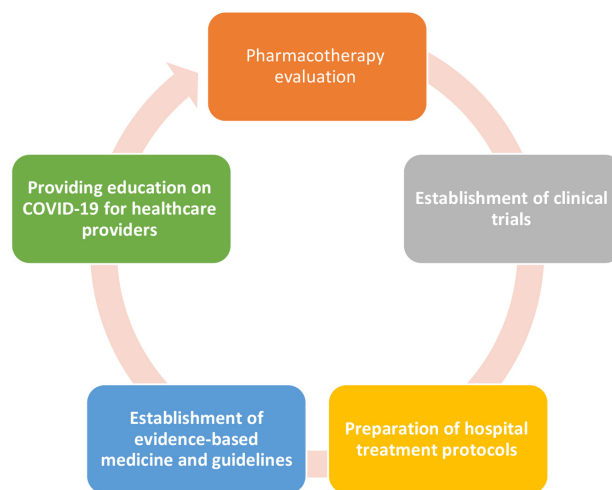 Pharmacotherapy
evaluation
Establishment of clinical
trials
Preparation of hospital
treatment protocols
Establishment of
evidence-based
medicine and guidelines
Providing education on
COVID-19 for healthcare
providers